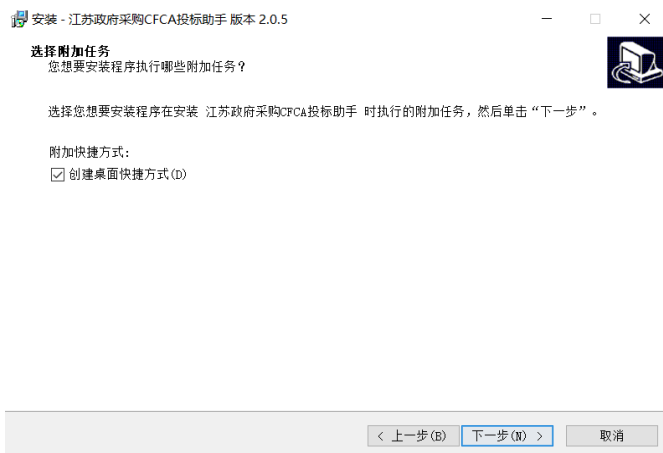 安装 - 江苏政府采购CFCA投标助手 版本 2.0.5
选择附加任务
您想要安装程序执行哪些附加任务？
选择您想要安装程序在安装 江苏政府采购CFCA投标助手 时执行的附加任务，然后单击“下一步”。
附加快捷方式:
创建桌面快捷方式(D)
< 上一步(B) 下一步(N) > 取消